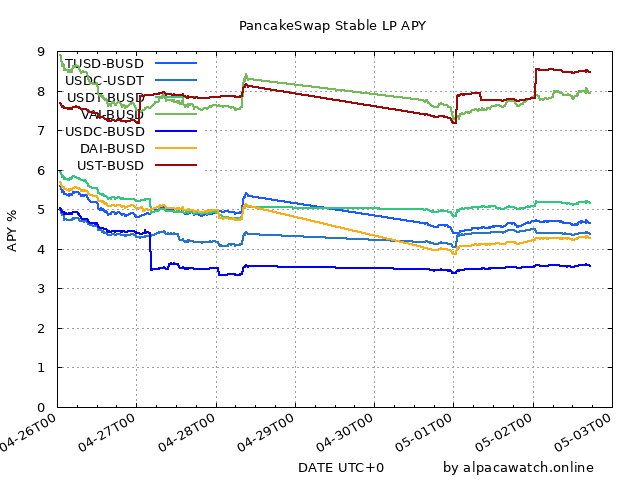 PancakeSwap Stable LP APY
9
8
7
6
5
4
3
2
1
0
APY %
TUSD-BUSD
USDC-USDT
USDT-BUSD
VAI-BUSD
USDC-BUSD
DAI-BUSD
UST-BUSD
04-26T00
04-27T00
04-28T00
04-29T00
04-30T00
05-01T00
05-02T00
05-03T00
DATE UTC+0
by alpacawatch.online